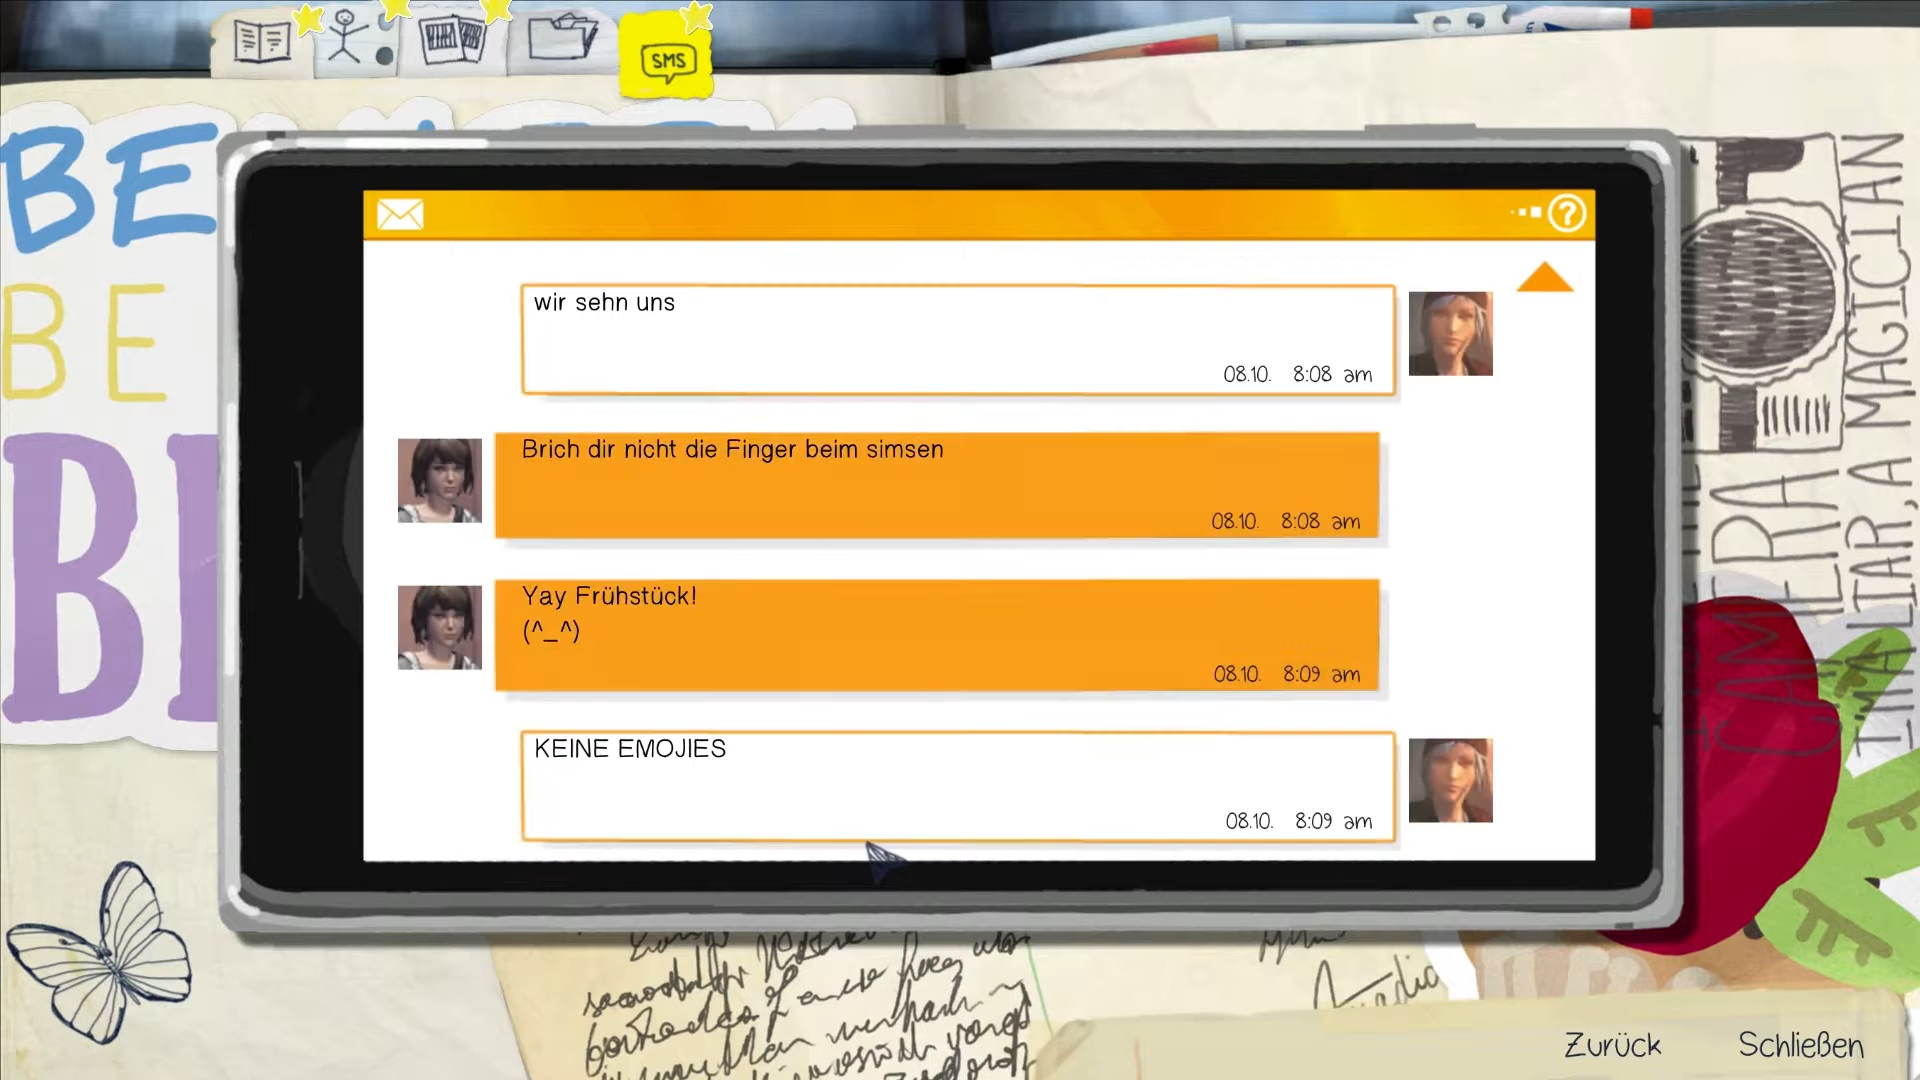 SMS
BE
BE
wir sehn uns
08.10. 8:08 am
Brich dir nicht die Finger beim simsen
08.10. 8:08 am
Yay Frühstück!
(^_^)
08.10. 8:09 am
KEINE EMOJIES
08.10. 8:09 am
I'M A LIAR, A MAGICIAN
Zurück
Schließen